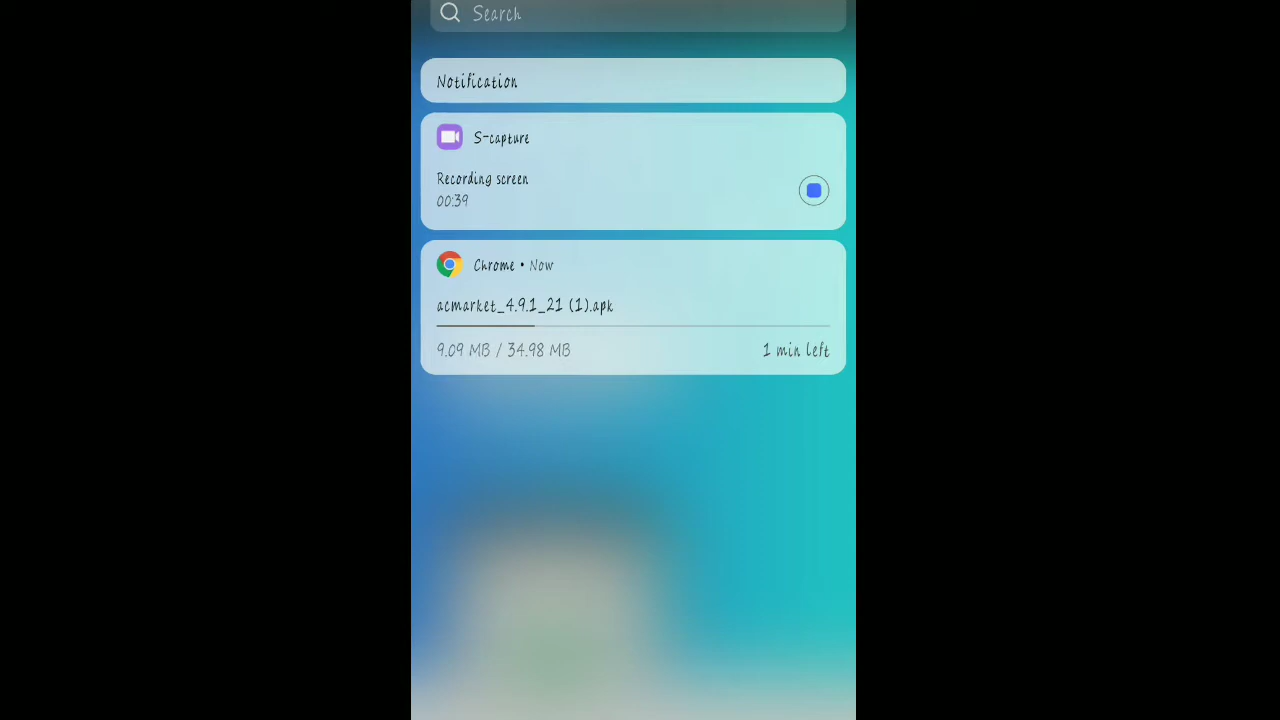 Search
Notification
S-capture
Recording screen
00:39
Chrome • Now
acmarket_4.9.1_21 (1).apk
9.09 MB / 34.98 MB
1 min left